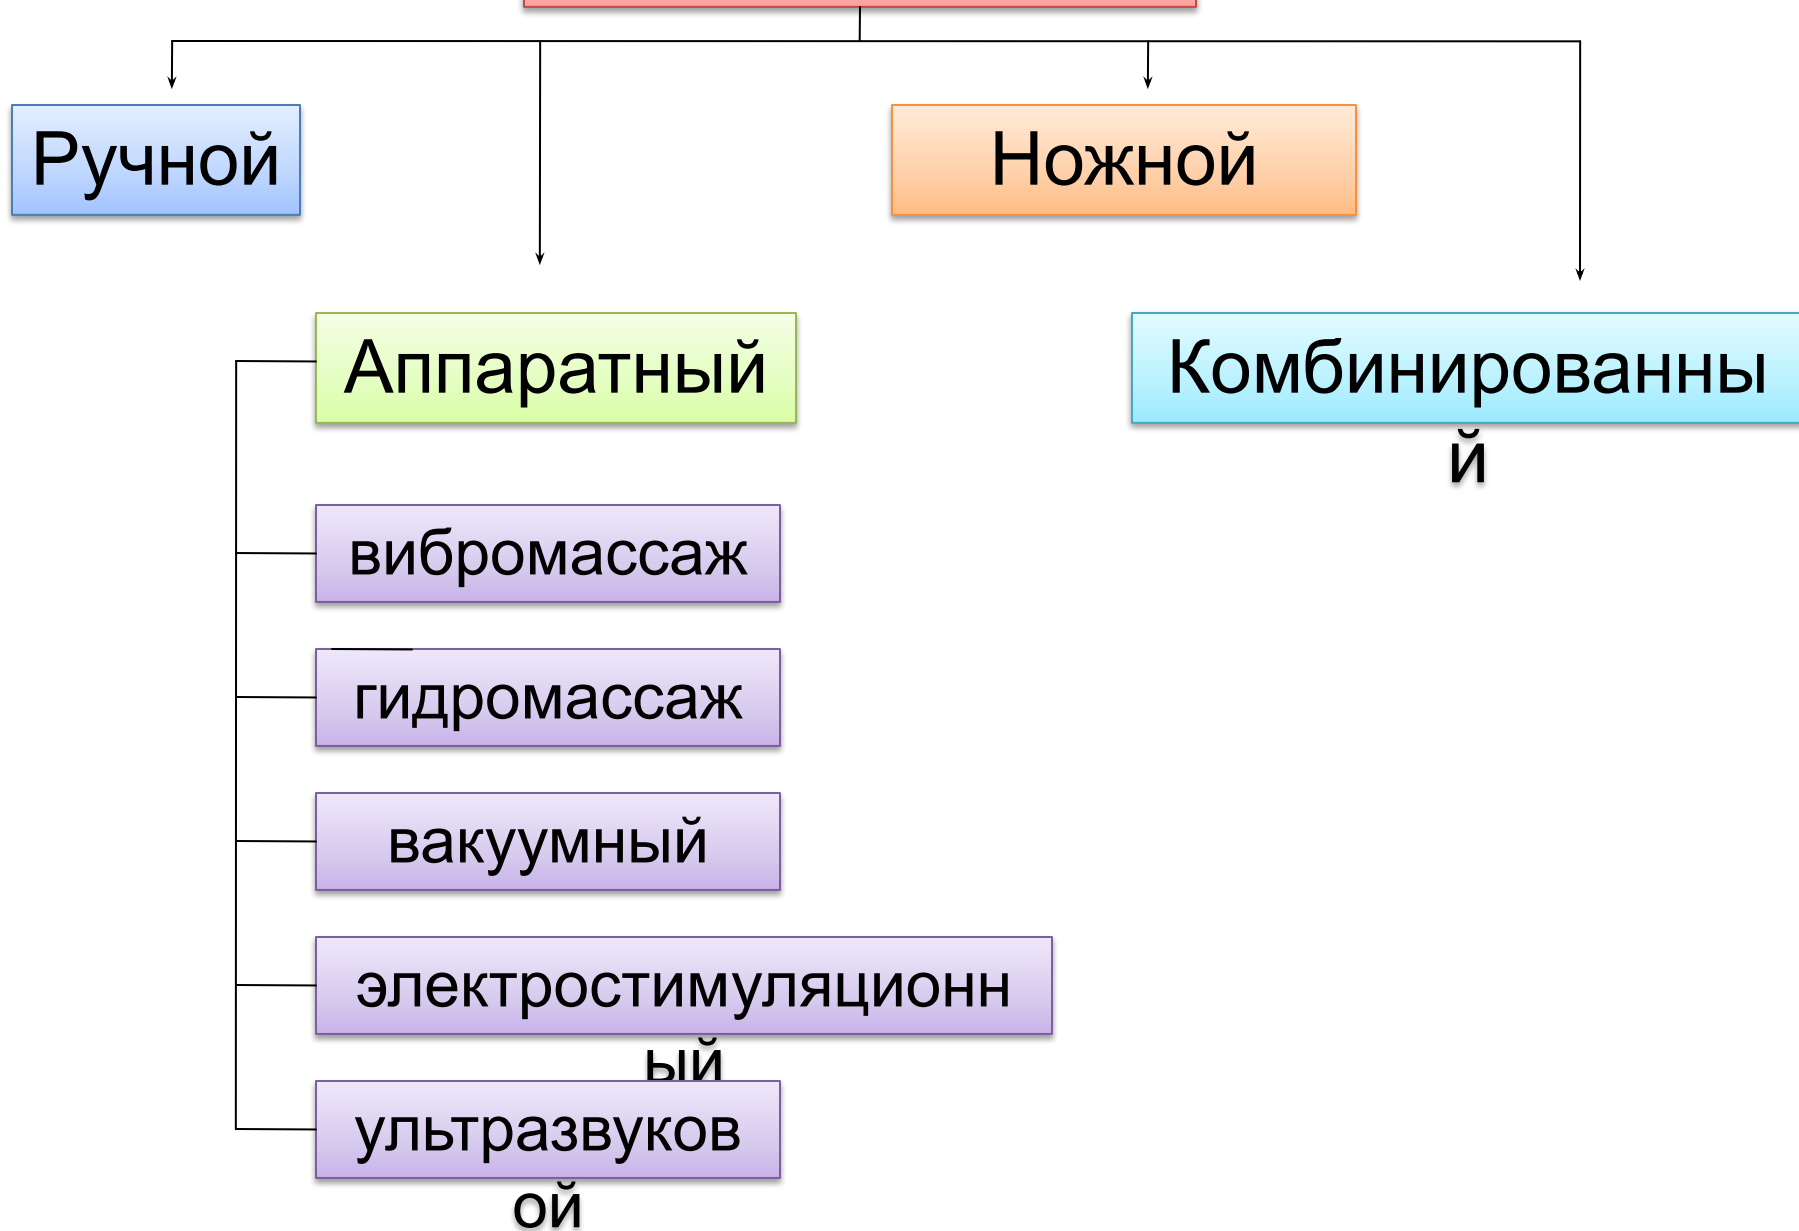 Ручной
Ножной
Аппаратный
Комбинированны
й
вибромассаж
гидромассаж
вакуумный
электростимуляционн
ый
ультразвуков
ой